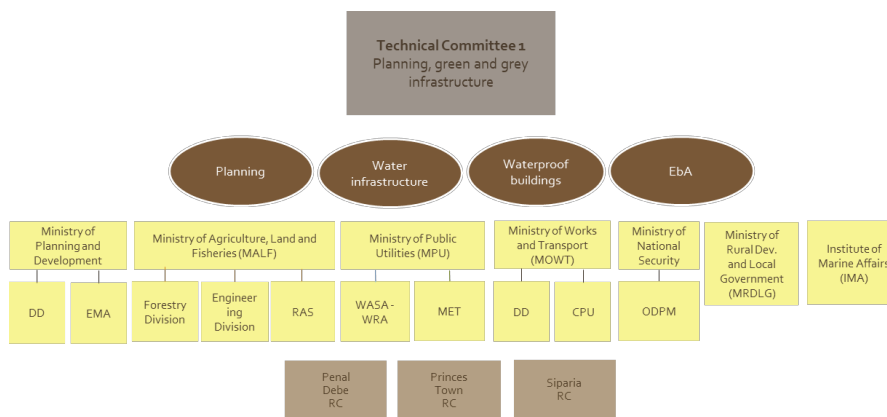 Technical Committee 1
Planning, green and grey
infrastructure
Planning
Water
infrastructure
Waterproof
buildings
EbA
Ministry of
Planning and
Development
Ministry of Agriculture, Land and
Fisheries (MALF)
Ministry of Public
Utilities (MPU)
Ministry of Works
and Transport
(MOWT)
Ministry of
National
Security
Ministry of
Rural Dev.
and Local
Government
(MRDLG)
Institute of
Marine Affairs
(IMA)
DD
EMA
Forestry
Division
Engineer
ing
Division
RAS
WASA -
WRA
MET
DD
CPU
ODPM
Penal
Debe
RC
Princes
Town
RC
Siparia
RC